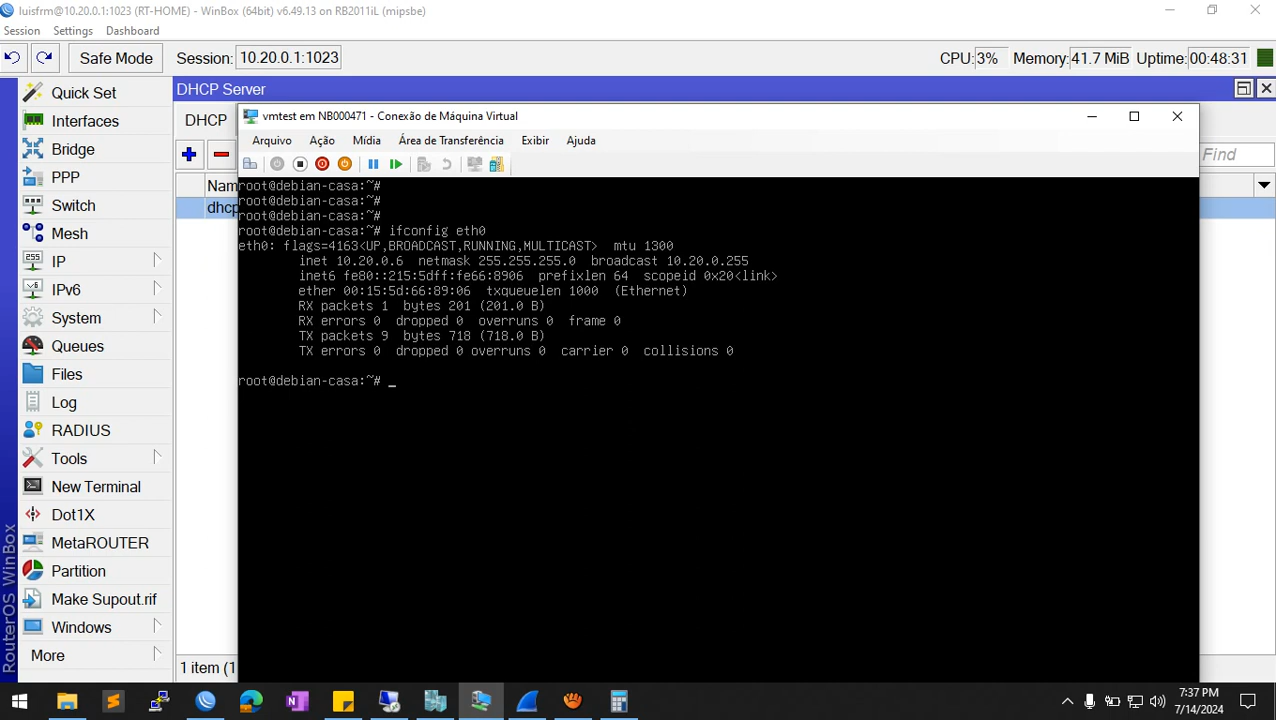 luisfrm@10.20.0.1:1023 (RT-HOME) - WinBox (64bit) v6.49.13 on RB2011iL (mipsbe)
Session Settings Dashboard
Safe Mode Session: 10.20.0.1:1023 CPU: 3% Memory: 41.7 MiB Uptime: 00:48:31
Quick Set
Interfaces
Bridge
PPP
Switch
Mesh
IP
IPv6
System
Queues
Files
Log
RADIUS
Tools
New Terminal
Dot1X
MetaROUTER
Partition
Make Supout.rif
Windows
More
RouterOS WinBox
DHCP Server
DHCP
Find
Nam
dhcp
1 item (1
vmtest em NB000471 - Conexão de Máquina Virtual
Arquivo Ação Mídia Área de Transferência Exibir Ajuda
root@debian-casa:~#
root@debian-casa:~#
root@debian-casa:~#
root@debian-casa:~# ifconfig eth0
eth0: flags=4163<UP,BROADCAST,RUNNING,MULTICAST>  mtu 1300
        inet 10.20.0.6  netmask 255.255.255.0  broadcast 10.20.0.255
        inet6 fe80::215:5dff:fe66:8906  prefixlen 64  scopeid 0x20<link>
        ether 00:15:5d:66:89:06  txqueuelen 1000  (Ethernet)
        RX packets 1  bytes 201 (201.0 B)
        RX errors 0  dropped 0  overruns 0  frame 0
        TX packets 9  bytes 718 (718.0 B)
        TX errors 0  dropped 0 overruns 0  carrier 0  collisions 0
root@debian-casa:~# _
7:37 PM
7/14/2024